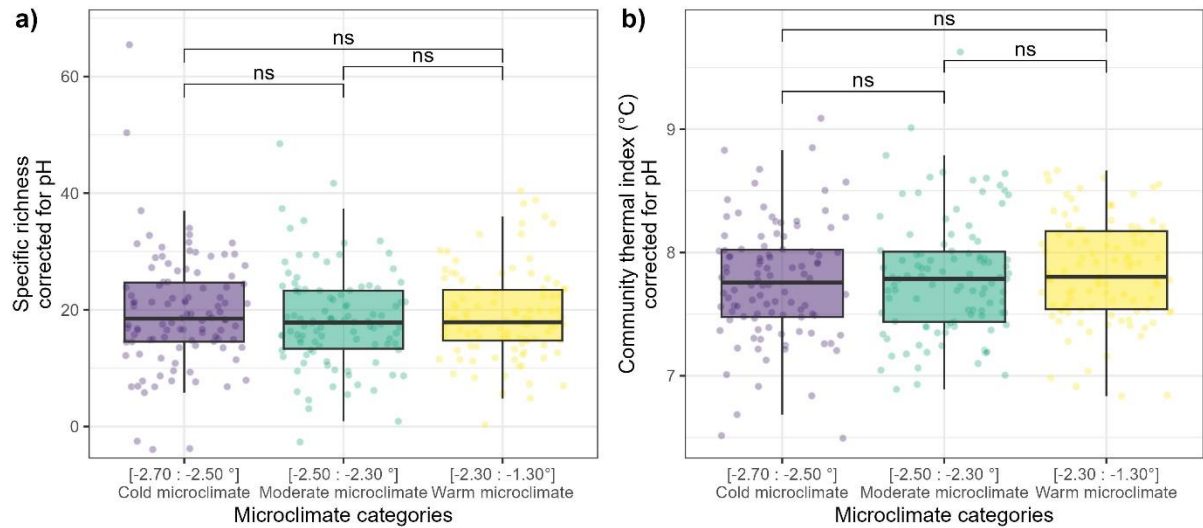 a)
Specific richness
corrected for pH
60
40
20
0
ns
ns
ns
[-2.70 : -2.50 °]
Cold microclimate
[-2.50 : -2.30 °]
Moderate microclimate
[-2.30 : -1.30°]
Warm microclimate
Microclimate categories
b)
Community thermal index (°C)
corrected for pH
9
8
7
ns
ns
ns
[-2.70 : -2.50 °]
Cold microclimate
[-2.50 : -2.30 °]
Moderate microclimate
[-2.30 : -1.30°]
Warm microclimate
Microclimate categories